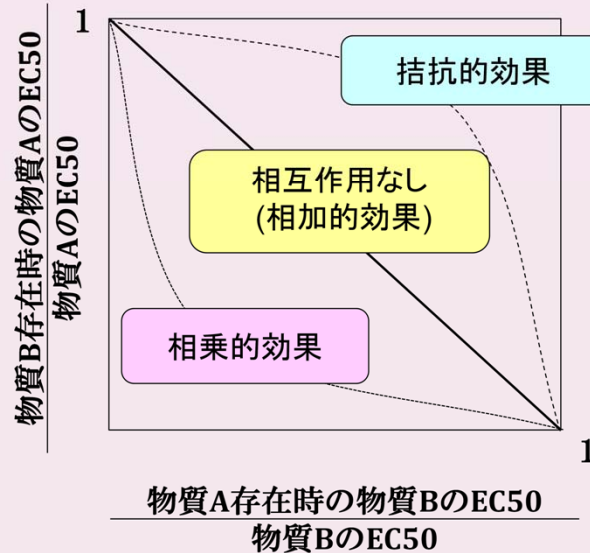 1
拮抗的効果
相互作用なし
(相加的効果)
相乗的効果
物質B存在時の物質AのEC50
物質AのEC50
1
物質A存在時の物質BのEC50
物質BのEC50